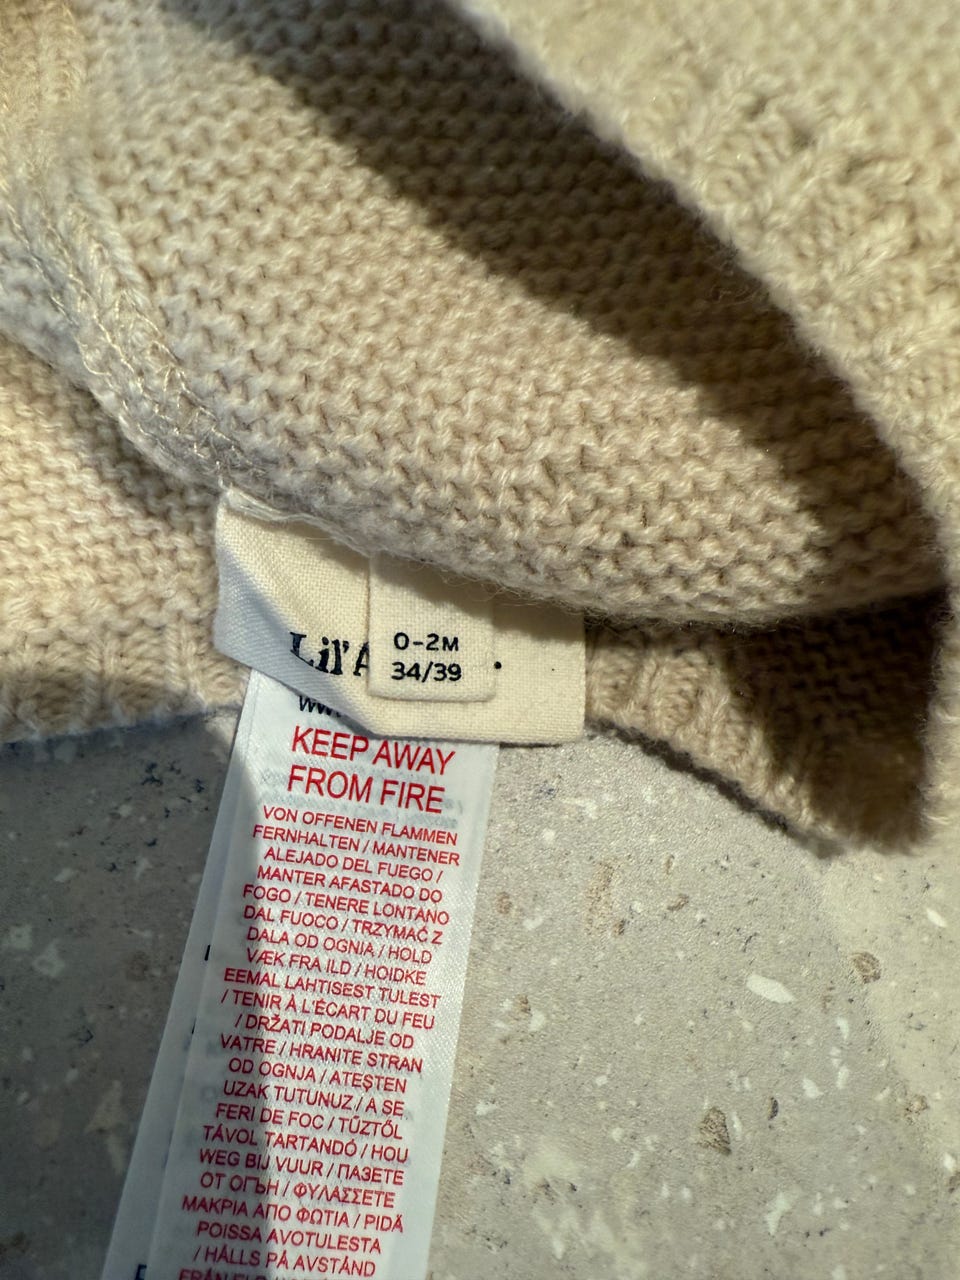 Lil'A
0-2M
34/39
KEEP AWAY
FROM FIRE
VON OFFENEN FLAMMEN
FERNHALTEN / MANTENER
ALEJADO DEL FUEGO /
MANTER AFASTADO DO
FOGO / TENERE LONTANO
DAL FUOCO / TRZYMAĆ Z
DALA OD OGNIA / HOLD
VÆK FRA ILD / HOIDKE
EEMAL LAHTISEST TULEST
/ TENIR À L'ÉCART DU FEU
/ DRŽATI PODALJE OD
VATRE / HRANITE STRAN
OD OGNJA / ATEŞTEN
UZAK TUTUNUZ / A SE
FERI DE FOC / TŰZTŐL
TÁVOL TARTANDÓ / HOU
WEG BIJ VUUR / ПАЗЕТЕ
ОТ ОГЪН / ΦΥΛΑΣΣΕΤΕ
ΜΑΚΡΙΑ ΑΠΟ ΦΩΤΙΑ / PIDÄ
POISSA AVOTULESTA
/ HÅLLS PÅ AVSTÅND